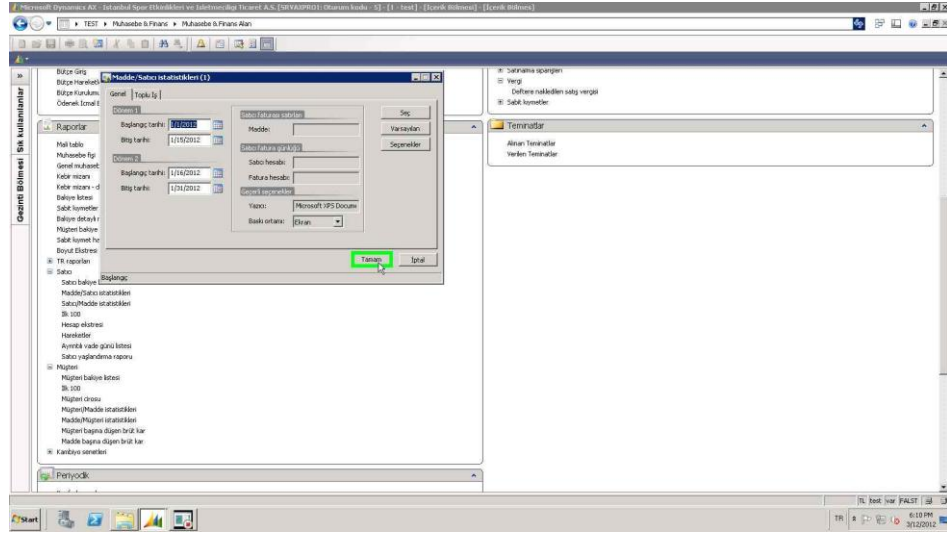 Microsoft Dynamics AX - Istanbul Spor Etkinlikleri ve Isletmeciligi Ticaret A.S. [SRVAXPRO1: Oturum kodu - 5] - [1 - test] - [İçerik Bölmesi] - [İçerik Bölmes]
TEST
Muhasebe & Finans
Muhasebe & Finans Alan
Sık kullanılanlar
Gezinti Bölmesi
Bütçe Giriş
Bütçe Hareket
Bütçe Kurulum
Ödenek İcmal
Raporlar
Mali tablo
Muhasebe fişi
Genel muhasebe
Kebir mizanı
Kebir mizanı - d
Bakiye listesi
Sabit kıymetler
Bakiye detaylı r
Müşteri bakiye
Sabit kıymet ha
Boyut Ekstresi
TR raporları
Satıcı
Satıcı bakiye
Madde/Satıcı istatistikleri
Satıcı/Madde istatistikleri
İlk 100
Hesap ekstresi
Hareketler
Ayrıntılı vade günü listesi
Satıcı yaşlandırma raporu
Müşteri
Müşteri bakiye listesi
İlk 100
Müşteri cirosu
Müşteri/Madde istatistikleri
Madde/Müşteri istatistikleri
Müşteri başına düşen brüt kar
Madde başına düşen brüt kar
Kambiyo senetleri
Periyodik
Madde/Satıcı istatistikleri (1)
Genel
Toplu İş
Dönem 1
Başlangıç tarihi:
1/1/2012
Bitiş tarihi:
1/15/2012
Dönem 2
Başlangıç tarihi:
1/16/2012
Bitiş tarihi:
1/31/2012
Satıcı faturası satırları
Madde:
Satıcı fatura günlüğü
Satıcı hesabı:
Fatura hesabı:
Geçerli seçenekler
Yazıcı:
Microsoft XPS Docum
Baskı ortamı:
Ekran
Seç
Varsayılan
Seçenekler
Tamam
İptal
Başlangıç
Satınalma siparişleri
Vergi
Deftere nakledilen satış vergisi
Sabit kıymetler
Teminatlar
Alınan Teminatlar
Verilen Teminatlar
TL
test
var
FALST
Start
TR
6:10 PM
3/12/2012